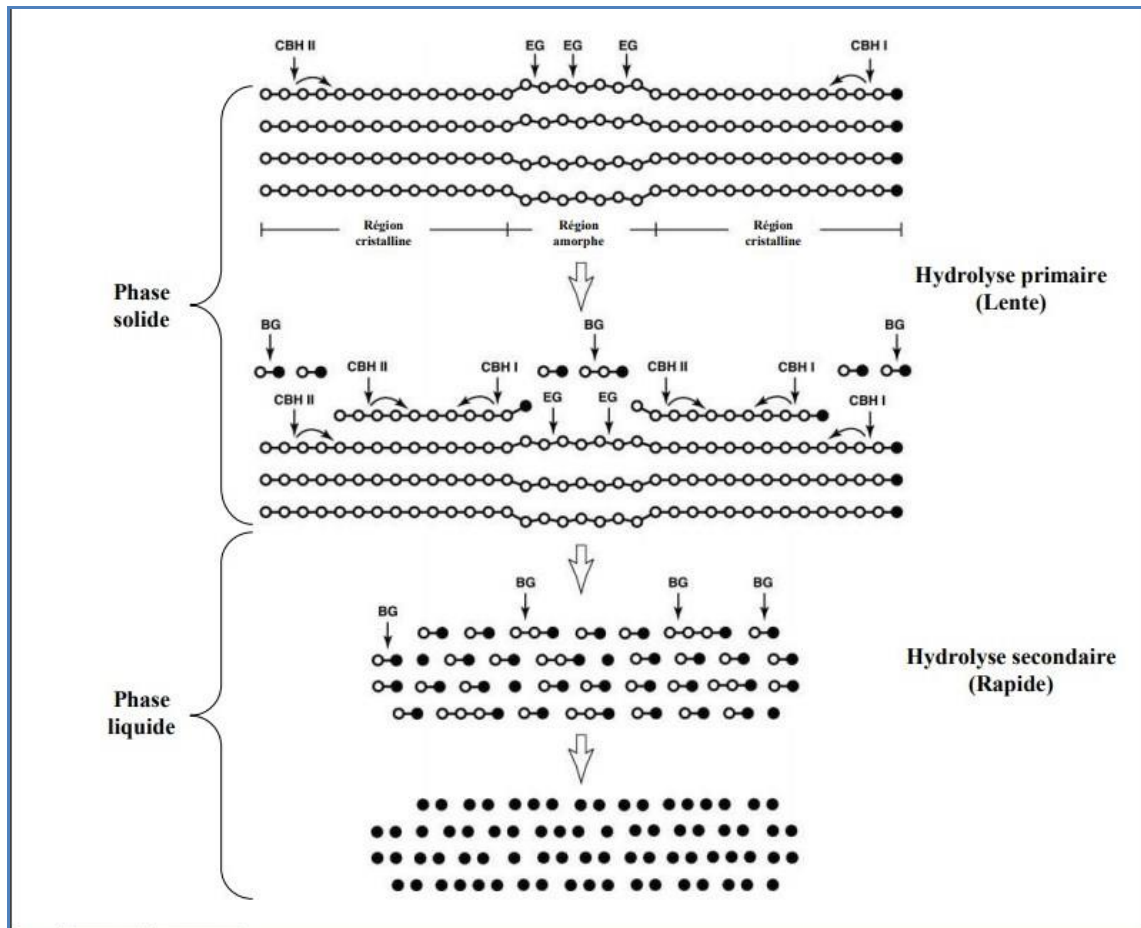 CBH II
EG EG EG
CBH I
Région
cristalline
Région
amorphe
Région
cristalline
Phase
solide
Hydrolyse primaire
(Lente)
BG
BG
BG
CBH II
CBH I
CBH II
CBH I
CBH II
EG EG
CBH I
BG
BG
BG
BG
Hydrolyse secondaire
(Rapide)
Phase
liquide